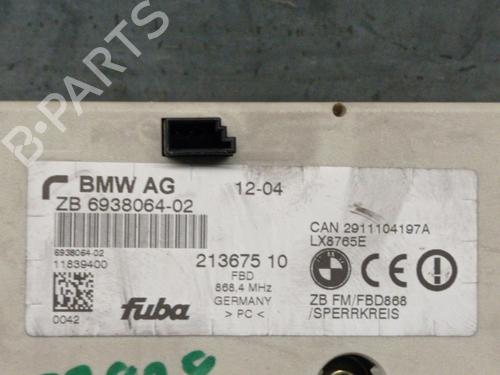 B-PARTS
BMW AG
12-04
ZB 6938064-02
CAN 2911104197A
LX8765E
6938064-02
11839400
213675 10
FBD
868.4 MHz
GERMANY
> PC <
0042
fuba
BMW
ZB FM/FBD868
/SPERRKREIS